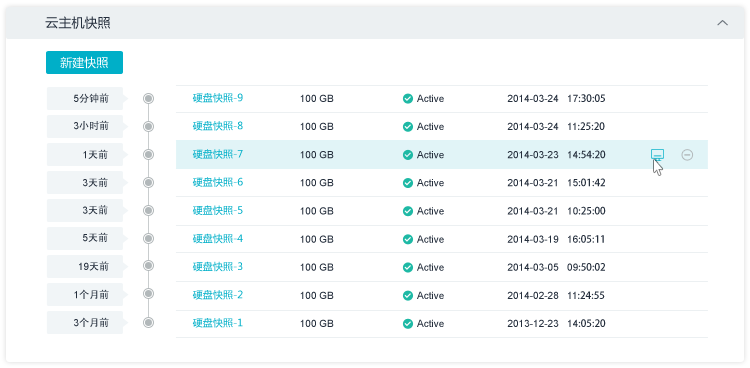 云主机快照
新建快照
5分钟前 硬盘快照-9 100 GB Active 2014-03-24 17:30:05
3小时前 硬盘快照-8 100 GB Active 2014-03-24 11:25:20
1天前 硬盘快照-7 100 GB Active 2014-03-23 14:54:20
3天前 硬盘快照-6 100 GB Active 2014-03-21 15:01:42
3天前 硬盘快照-5 100 GB Active 2014-03-21 10:25:00
5天前 硬盘快照-4 100 GB Active 2014-03-19 16:05:11
19天前 硬盘快照-3 100 GB Active 2014-03-05 09:50:02
1个月前 硬盘快照-2 100 GB Active 2014-02-28 11:24:55
3个月前 硬盘快照-1 100 GB Active 2013-12-23 14:05:20